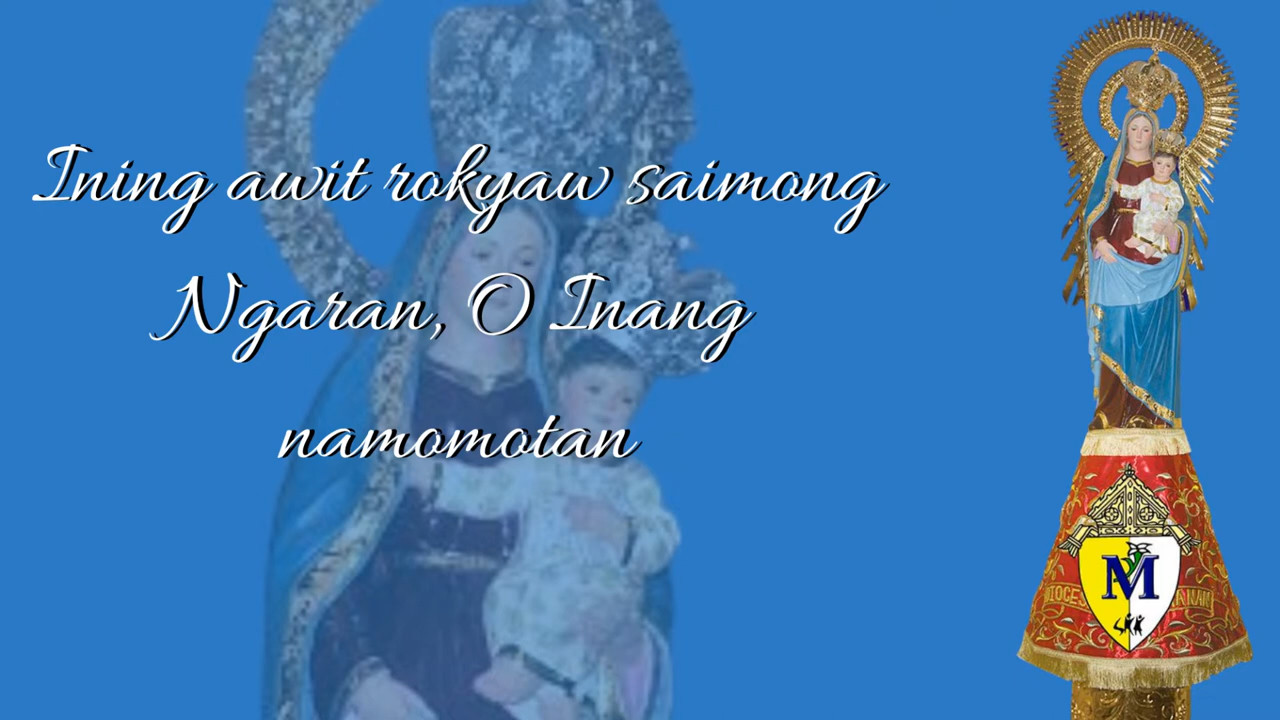 Ining awit rokyaw saimong
Ngaran, O Inang
namomotan
M